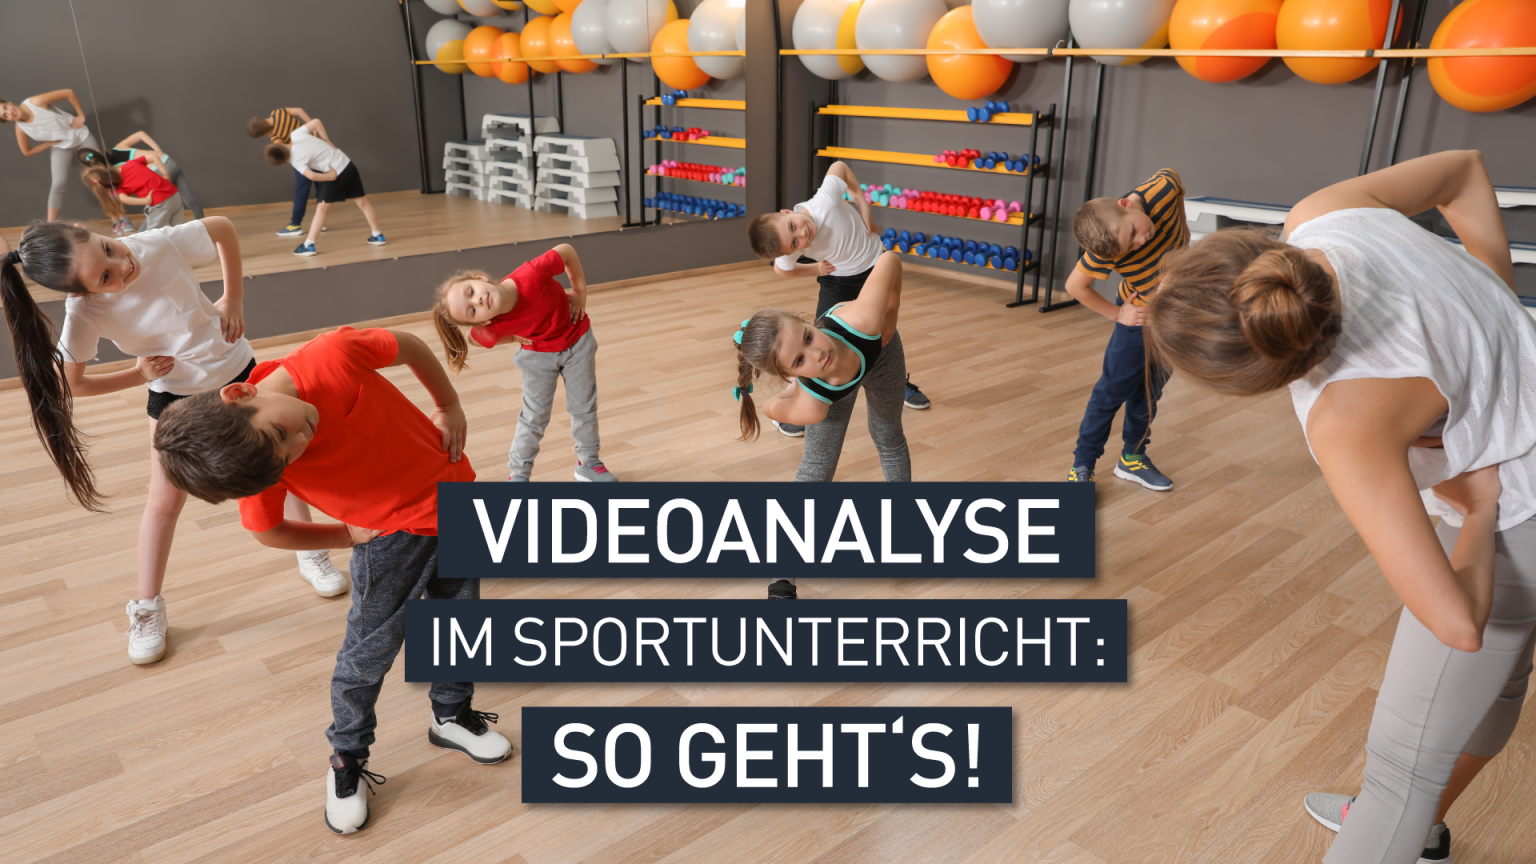 VIDEOANALYSE
IM SPORTUNTERRICHT:
SO GEHT‘S!